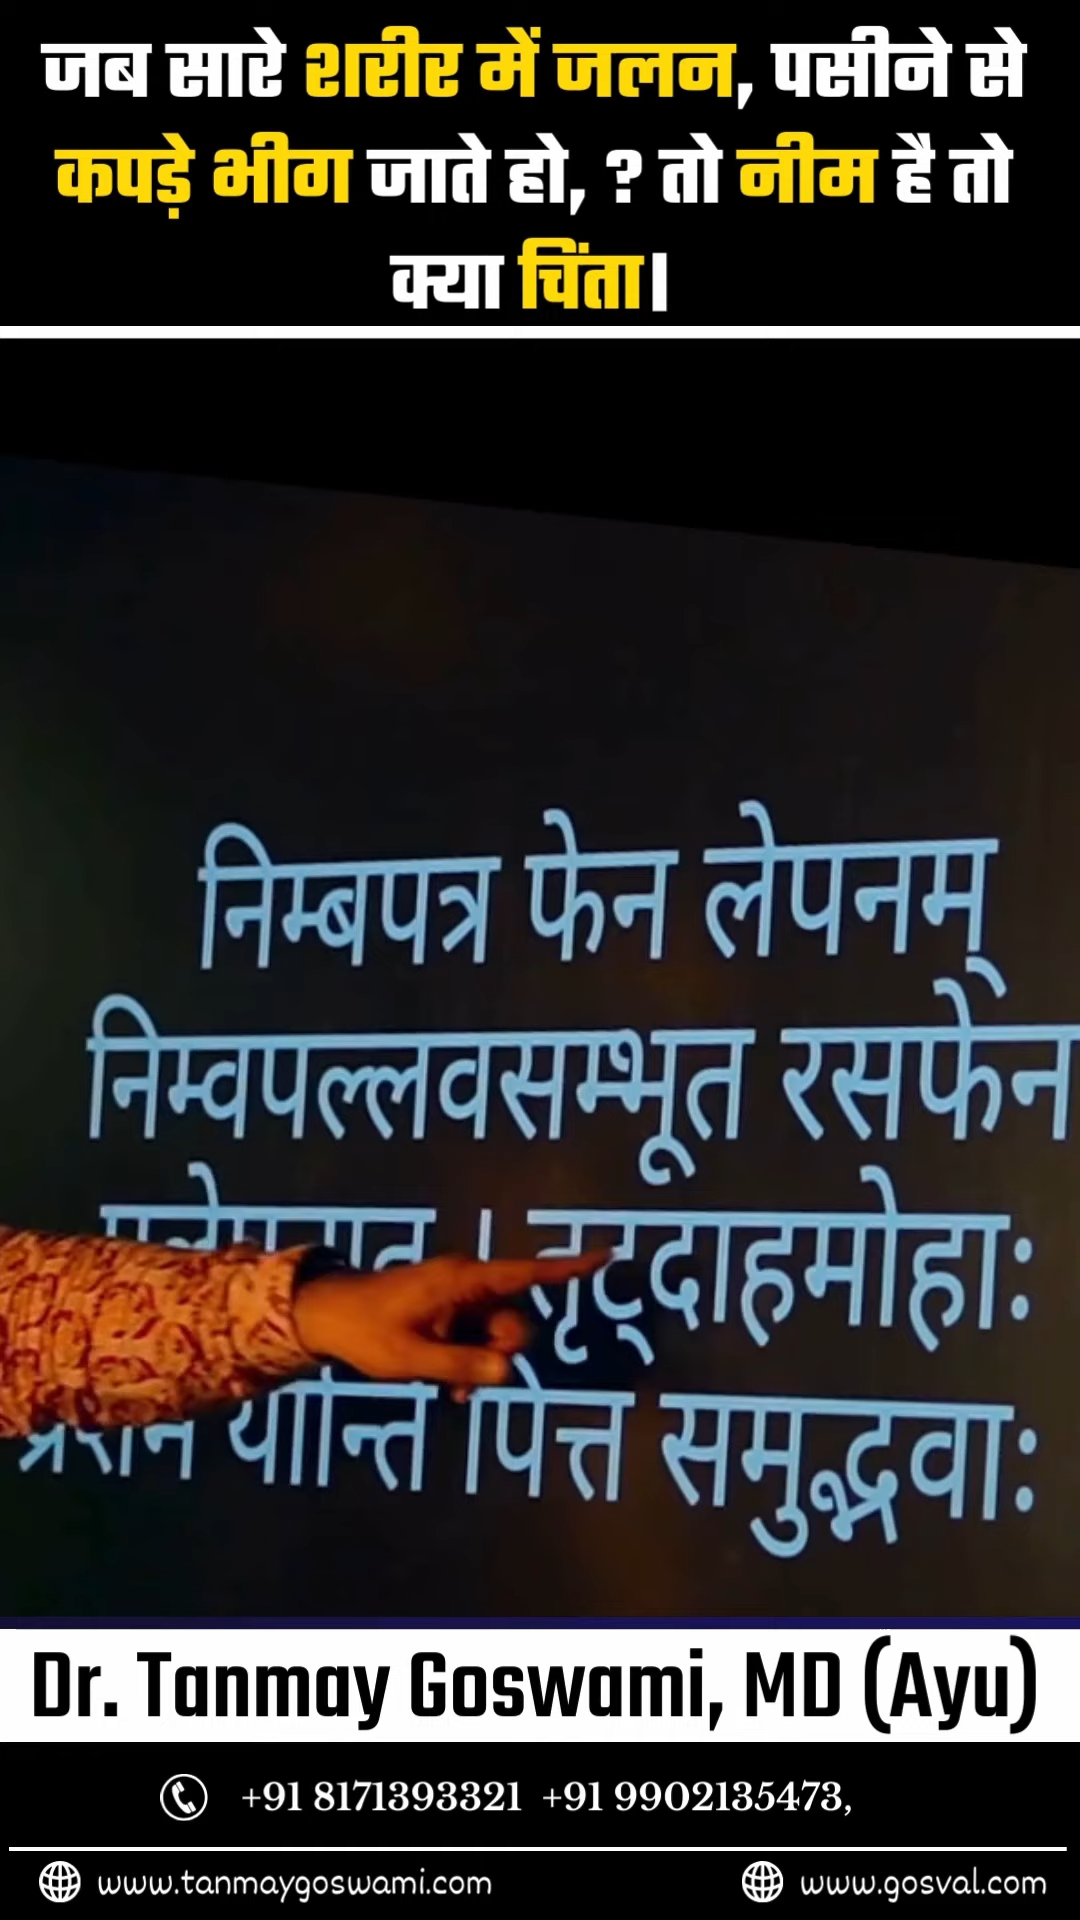 जब सारे शरीर में जलन, पसीने से
कपड़े भीग जाते हो, ? तो नीम है तो
क्या चिंता।
निम्बपत्र फेन लेपनम्
निम्वपल्लवसम्भूत रसफेन
। तृट्दाहमोहाः
यान्ति पित्त समुद्भवाः
Dr. Tanmay Goswami, MD (Ayu)
+91 8171393321 +91 9902135473,
www.tanmaygoswami.com www.gosval.com